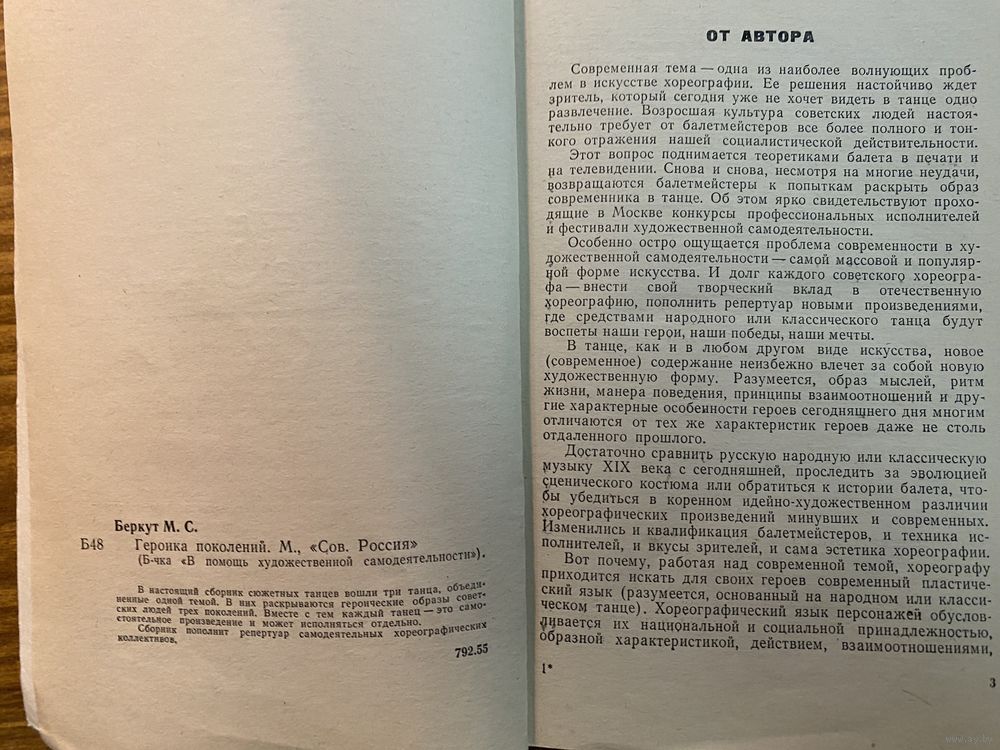 Беркут М. С.
Б48 Героика поколений. М., «Сов. Россия»
(Б-чка «В помощь художественной самодеятельности»).
В настоящий сборник сюжетных танцев вошли три танца, объеди-
ненные одной темой. В них раскрываются героические образы совет-
ских людей трех поколений. Вместе с тем каждый танец — это само-
стоятельное произведение и может исполняться отдельно.
Сборник пополнит репертуар самодеятельных хореографических
коллективов.
792.55
ОТ АВТОРА
Современная тема — одна из наиболее волнующих проб-
лем в искусстве хореографии. Ее решения настойчиво ждет
зритель, который сегодня уже не хочет видеть в танце одно
развлечение. Возросшая культура советских людей настоя-
тельно требует от балетмейстеров все более полного и тон-
кого отражения нашей социалистической действительности.
Этот вопрос поднимается теоретиками балета в печати и
на телевидении. Снова и снова, несмотря на многие неудачи,
возвращаются балетмейстеры к попыткам раскрыть образ
современника в танце. Об этом ярко свидетельствуют прохо-
дящие в Москве конкурсы профессиональных исполнителей
и фестивали художественной самодеятельности.
Особенно остро ощущается проблема современности в ху-
дожественной самодеятельности — самой массовой и популяр-
ной форме искусства. И долг каждого советского хореогра-
фа — внести свой творческий вклад в отечественную
хореографию, пополнить репертуар новыми произведениями,
где средствами народного или классического танца будут
воспеты наши герои, наши победы, наши мечты.
В танце, как и в любом другом виде искусства, новое
(современное) содержание неизбежно влечет за собой новую
художественную форму. Разумеется, образ мыслей, ритм
жизни, манера поведения, принципы взаимоотношений и дру-
гие характерные особенности героев сегодняшнего дня многим
отличаются от тех же характеристик героев даже не столь
отдаленного прошлого.
Достаточно сравнить русскую народную или классическую
музыку XIX века с сегодняшней, проследить за эволюцией
сценического костюма или обратиться к истории балета, что-
бы убедиться в коренном идейно-художественном различии
хореографических произведений минувших и современных.
Изменились и квалификация балетмейстеров, и техника ис-
полнителей, и вкусы зрителей, и сама эстетика хореографии.
Вот почему, работая над современной темой, хореографу
приходится искать для своих героев современный пластичес-
кий язык (разумеется, основанный на народном или класси-
ческом танце). Хореографический язык персонажей обуслов-
ливается их национальной и социальной принадлежностью,
образной характеристикой, действием, взаимоотношениями,
1*
3
www.ay.by